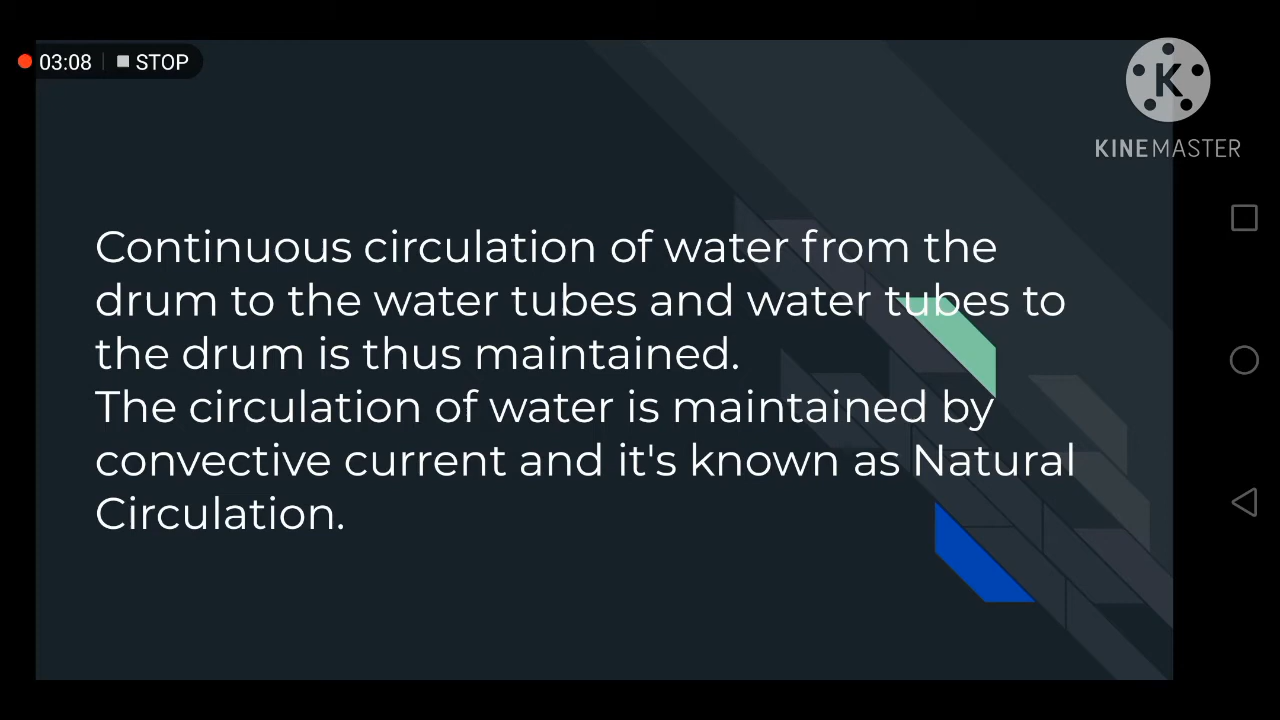 03:08 STOP
K
KINEMASTER
Continuous circulation of water from the
drum to the water tubes and water tubes to
the drum is thus maintained.
The circulation of water is maintained by
convective current and it's known as Natural
Circulation.